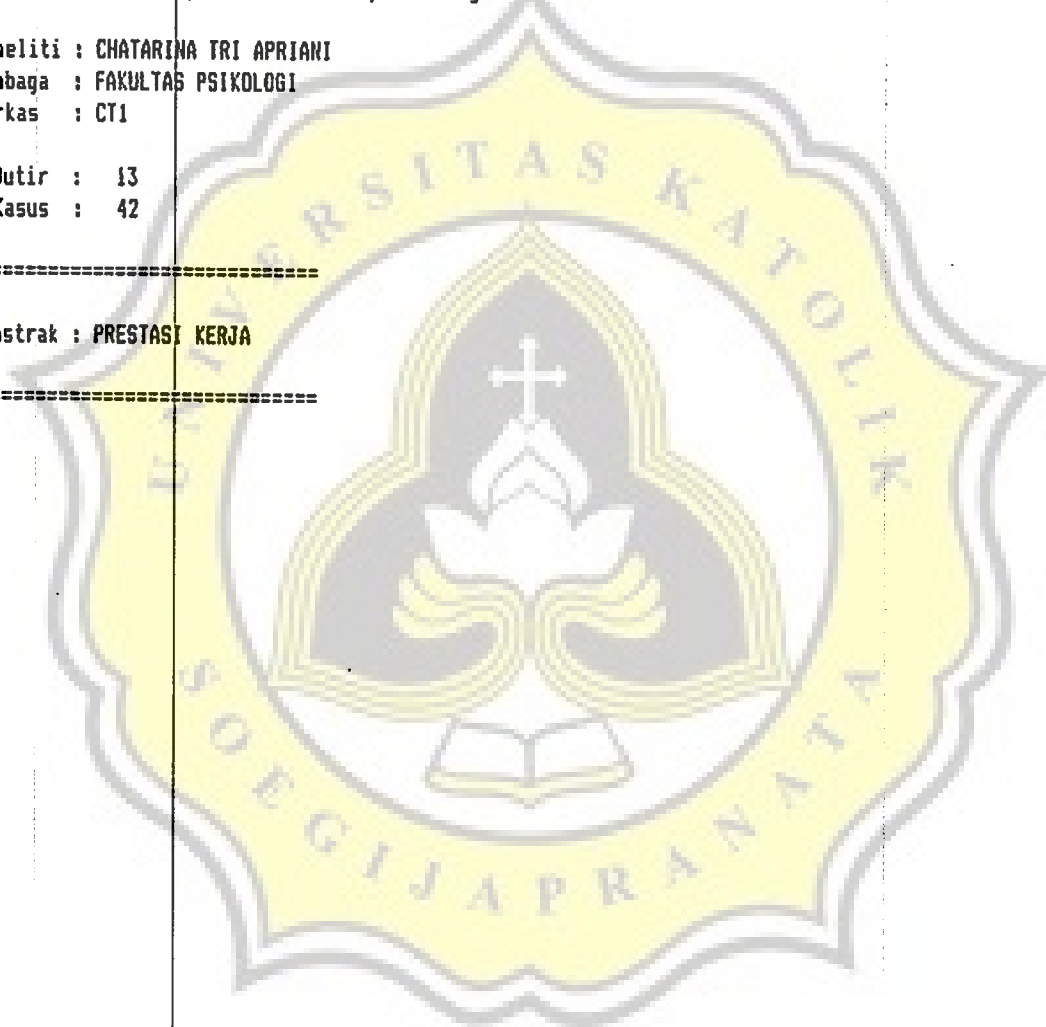 neliti : CHATARINA TRI APRIANI
mbaga : FAKULTAS PSIKOLOGI
rkas : CT1
Butir : 13
Kasus : 42
==============================
nstrak : PRESTASI KERJA
==============================
UNIVERSITAS KATOLIK
SOEGIJAPRANATA